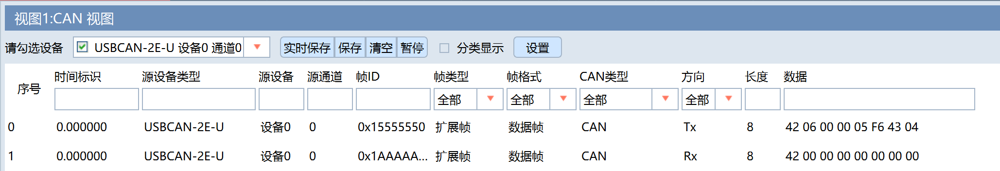 视图1:CAN 视图
请勾选设备 USBCAN-2E-U 设备0 通道0 实时保存 保存 清空 暂停 分类显示 设置
序号 时间标识 源设备类型 源设备 源通道 帧ID 帧类型 帧格式 CAN类型 方向 长度 数据
全部 全部 全部 全部
0 0.000000 USBCAN-2E-U 设备0 0 0x15555550 扩展帧 数据帧 CAN Tx 8 42 06 00 00 05 F6 43 04
1 0.000000 USBCAN-2E-U 设备0 0 0x1AAAAA... 扩展帧 数据帧 CAN Rx 8 42 00 00 00 00 00 00 00